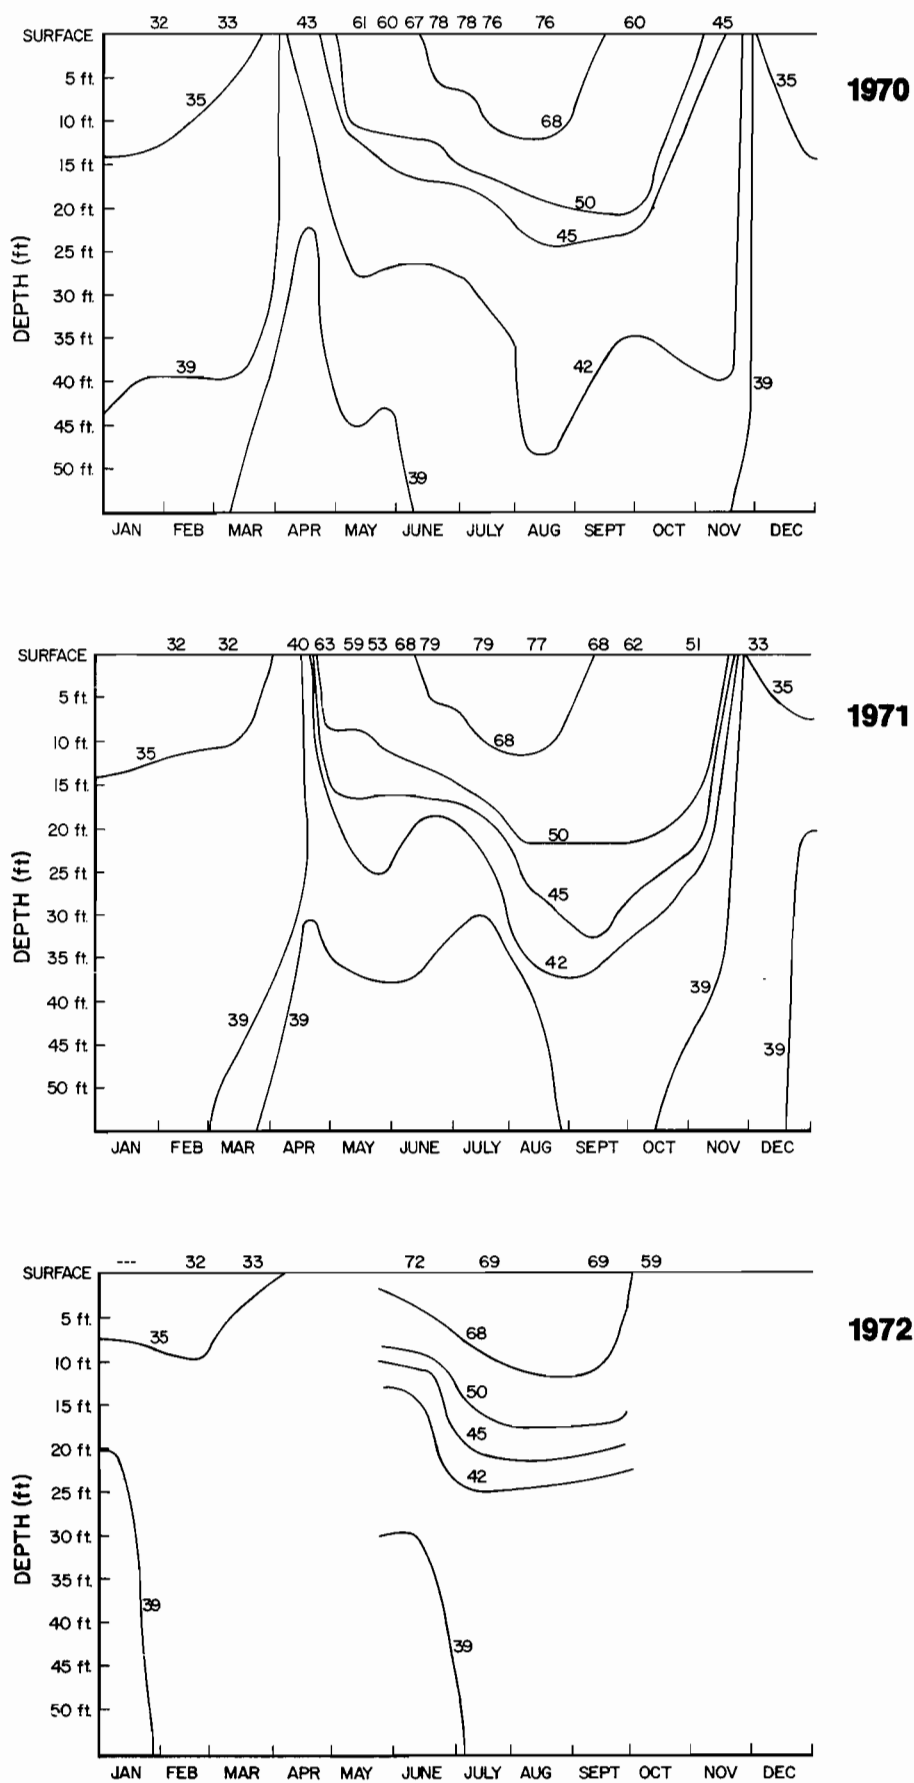 32 33 43 61 60 67 78 78 76 76 60 45
SURFACE
5 ft.
10 ft.
15 ft.
20 ft.
25 ft.
30 ft.
35 ft.
40 ft.
45 ft.
50 ft.
DEPTH (ft)
35
39
39
68
50
45
42
39
35
1970
JAN FEB MAR APR MAY JUNE JULY AUG SEPT OCT NOV DEC
32 32 40 63 59 53 68 79 79 77 68 62 51 33
SURFACE
5 ft.
10 ft.
15 ft.
20 ft.
25 ft.
30 ft.
35 ft.
40 ft.
45 ft.
50 ft
DEPTH (ft)
35
39
39
68
50
45
42
39
39
35
1971
JAN FEB MAR APR MAY JUNE JULY AUG SEPT OCT NOV DEC
--- 32 33 72 69 69 59
SURFACE
5 ft.
10 ft.
15 ft.
20 ft.
25 ft.
30 ft.
35 ft.
40 ft.
45 ft.
50 ft.
DEPTH (ft)
35
39
68
50
45
42
39
1972
JAN FEB MAR APR MAY JUNE JULY AUG SEPT OCT NOV DEC